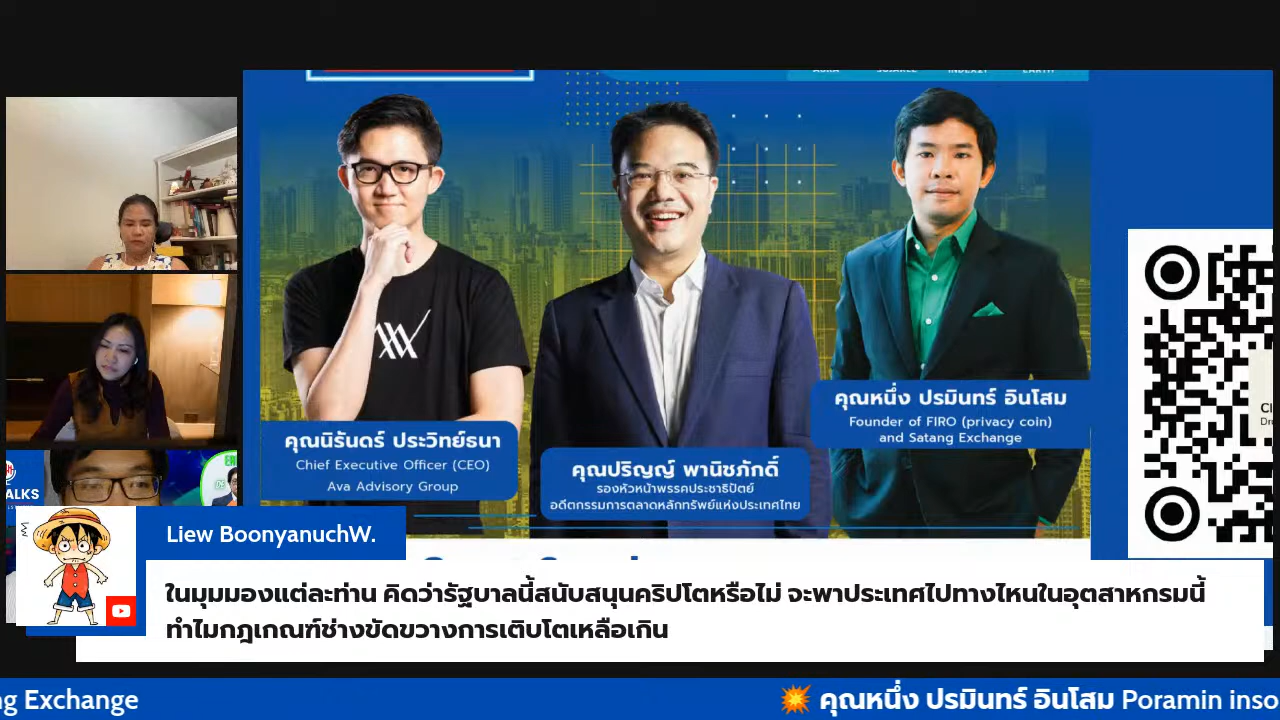 คุณนิรันดร์ ประวิทย์ธนา
Chief Executive Officer (CEO)
Ava Advisory Group
คุณปริญญ์ พานิชภักดิ์
รองหัวหน้าพรรคประชาธิปัตย์
อดีตกรรมการตลาดหลักทรัพย์แห่งประเทศไทย
คุณหนึ่ง ปรมินทร์ อินโสม
Founder of FIRO (privacy coin)
and Satang Exchange
ALKS
Liew BoonyanuchW.
ในมุมมองแต่ละท่าน คิดว่ารัฐบาลนี้สนับสนุนคริปโตหรือไม่ จะพาประเทศไปทางไหนในอุตสาหกรรมนี้
ทำไมกฎเกณฑ์ช่างขัดขวางการเติบโตเหลือเกิน
ng Exchange
💥 คุณหนึ่ง ปรมินทร์ อินโสม Poramin inso